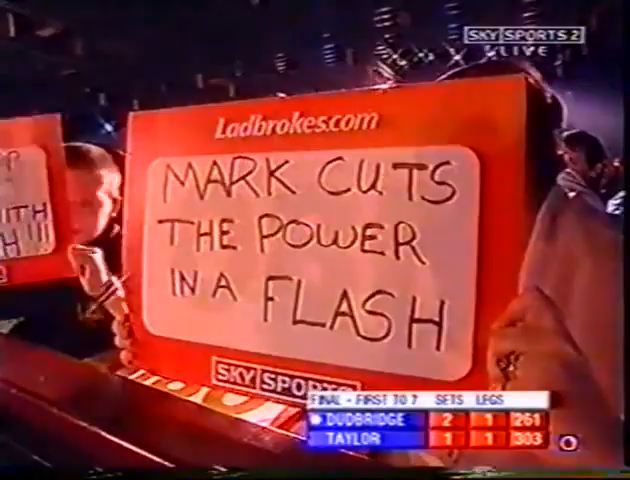 SKY SPORTS 2
LIVE
Ladbrokes.com
MARK CUTS
THE POWER
IN A FLASH
SKY SPORTS
FINAL - FIRST TO 7 SETS LEGS
DUDBRIDGE 2 1 261
TAYLOR 1 1 303